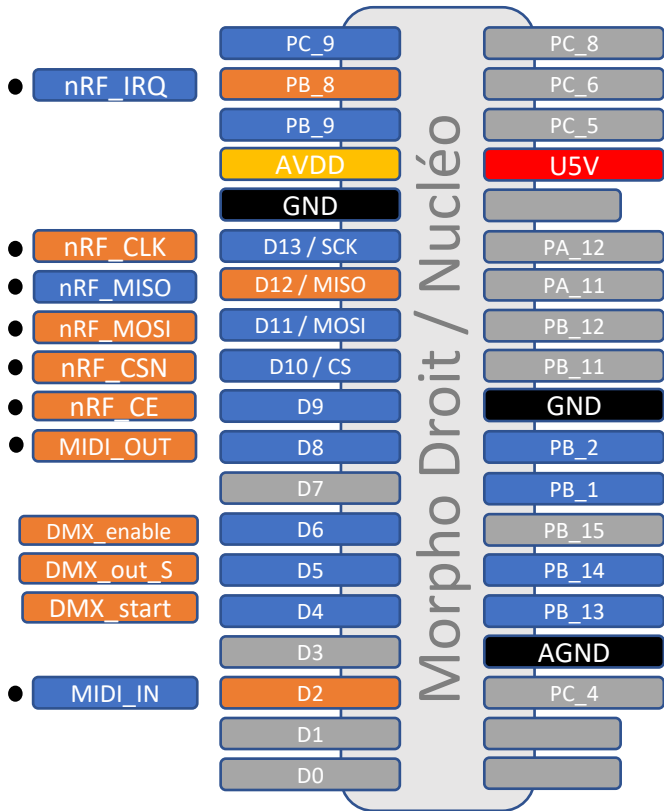 PC_9 PC_8
nRF_IRQ PB_8 PC_6
PB_9 PC_5
AVDD U5V
GND
nRF_CLK D13 / SCK PA_12
nRF_MISO D12 / MISO PA_11
nRF_MOSI D11 / MOSI PB_12
nRF_CSN D10 / CS PB_11
nRF_CE D9 GND
MIDI_OUT D8 PB_2
D7 PB_1
DMX_enable D6 PB_15
DMX_out_S D5 PB_14
DMX_start D4 PB_13
D3 AGND
MIDI_IN D2 PC_4
D1
D0
Morpho Droit / Nucléo